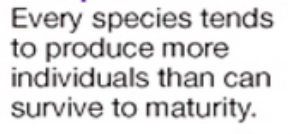 Every species tends
to produce more
individuals than can
survive to maturity.